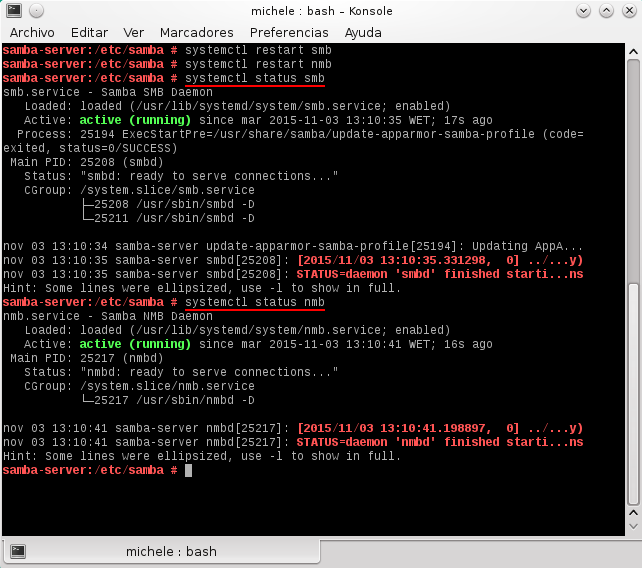 michele : bash – Konsole
Archivo Editar Ver Marcadores Preferencias Ayuda
samba-server:/etc/samba # systemctl restart smb
samba-server:/etc/samba # systemctl restart nmb
samba-server:/etc/samba # systemctl status smb
smb.service - Samba SMB Daemon
   Loaded: loaded (/usr/lib/systemd/system/smb.service; enabled)
   Active: active (running) since mar 2015-11-03 13:10:35 WET; 17s ago
  Process: 25194 ExecStartPre=/usr/share/samba/update-apparmor-samba-profile (code=
exited, status=0/SUCCESS)
 Main PID: 25208 (smbd)
   Status: "smbd: ready to serve connections..."
   CGroup: /system.slice/smb.service
           ├─25208 /usr/sbin/smbd -D
           └─25211 /usr/sbin/smbd -D
nov 03 13:10:34 samba-server update-apparmor-samba-profile[25194]: Updating AppA...
nov 03 13:10:35 samba-server smbd[25208]: [2015/11/03 13:10:35.331298,  0] ../...y)
nov 03 13:10:35 samba-server smbd[25208]: STATUS=daemon 'smbd' finished starti...ns
Hint: Some lines were ellipsized, use -l to show in full.
samba-server:/etc/samba # systemctl status nmb
nmb.service - Samba NMB Daemon
   Loaded: loaded (/usr/lib/systemd/system/nmb.service; enabled)
   Active: active (running) since mar 2015-11-03 13:10:41 WET; 16s ago
 Main PID: 25217 (nmbd)
   Status: "nmbd: ready to serve connections..."
   CGroup: /system.slice/nmb.service
           └─25217 /usr/sbin/nmbd -D
nov 03 13:10:41 samba-server nmbd[25217]: [2015/11/03 13:10:41.198897,  0] ../...y)
nov 03 13:10:41 samba-server nmbd[25217]: STATUS=daemon 'nmbd' finished starti...ns
Hint: Some lines were ellipsized, use -l to show in full.
samba-server:/etc/samba #
michele : bash